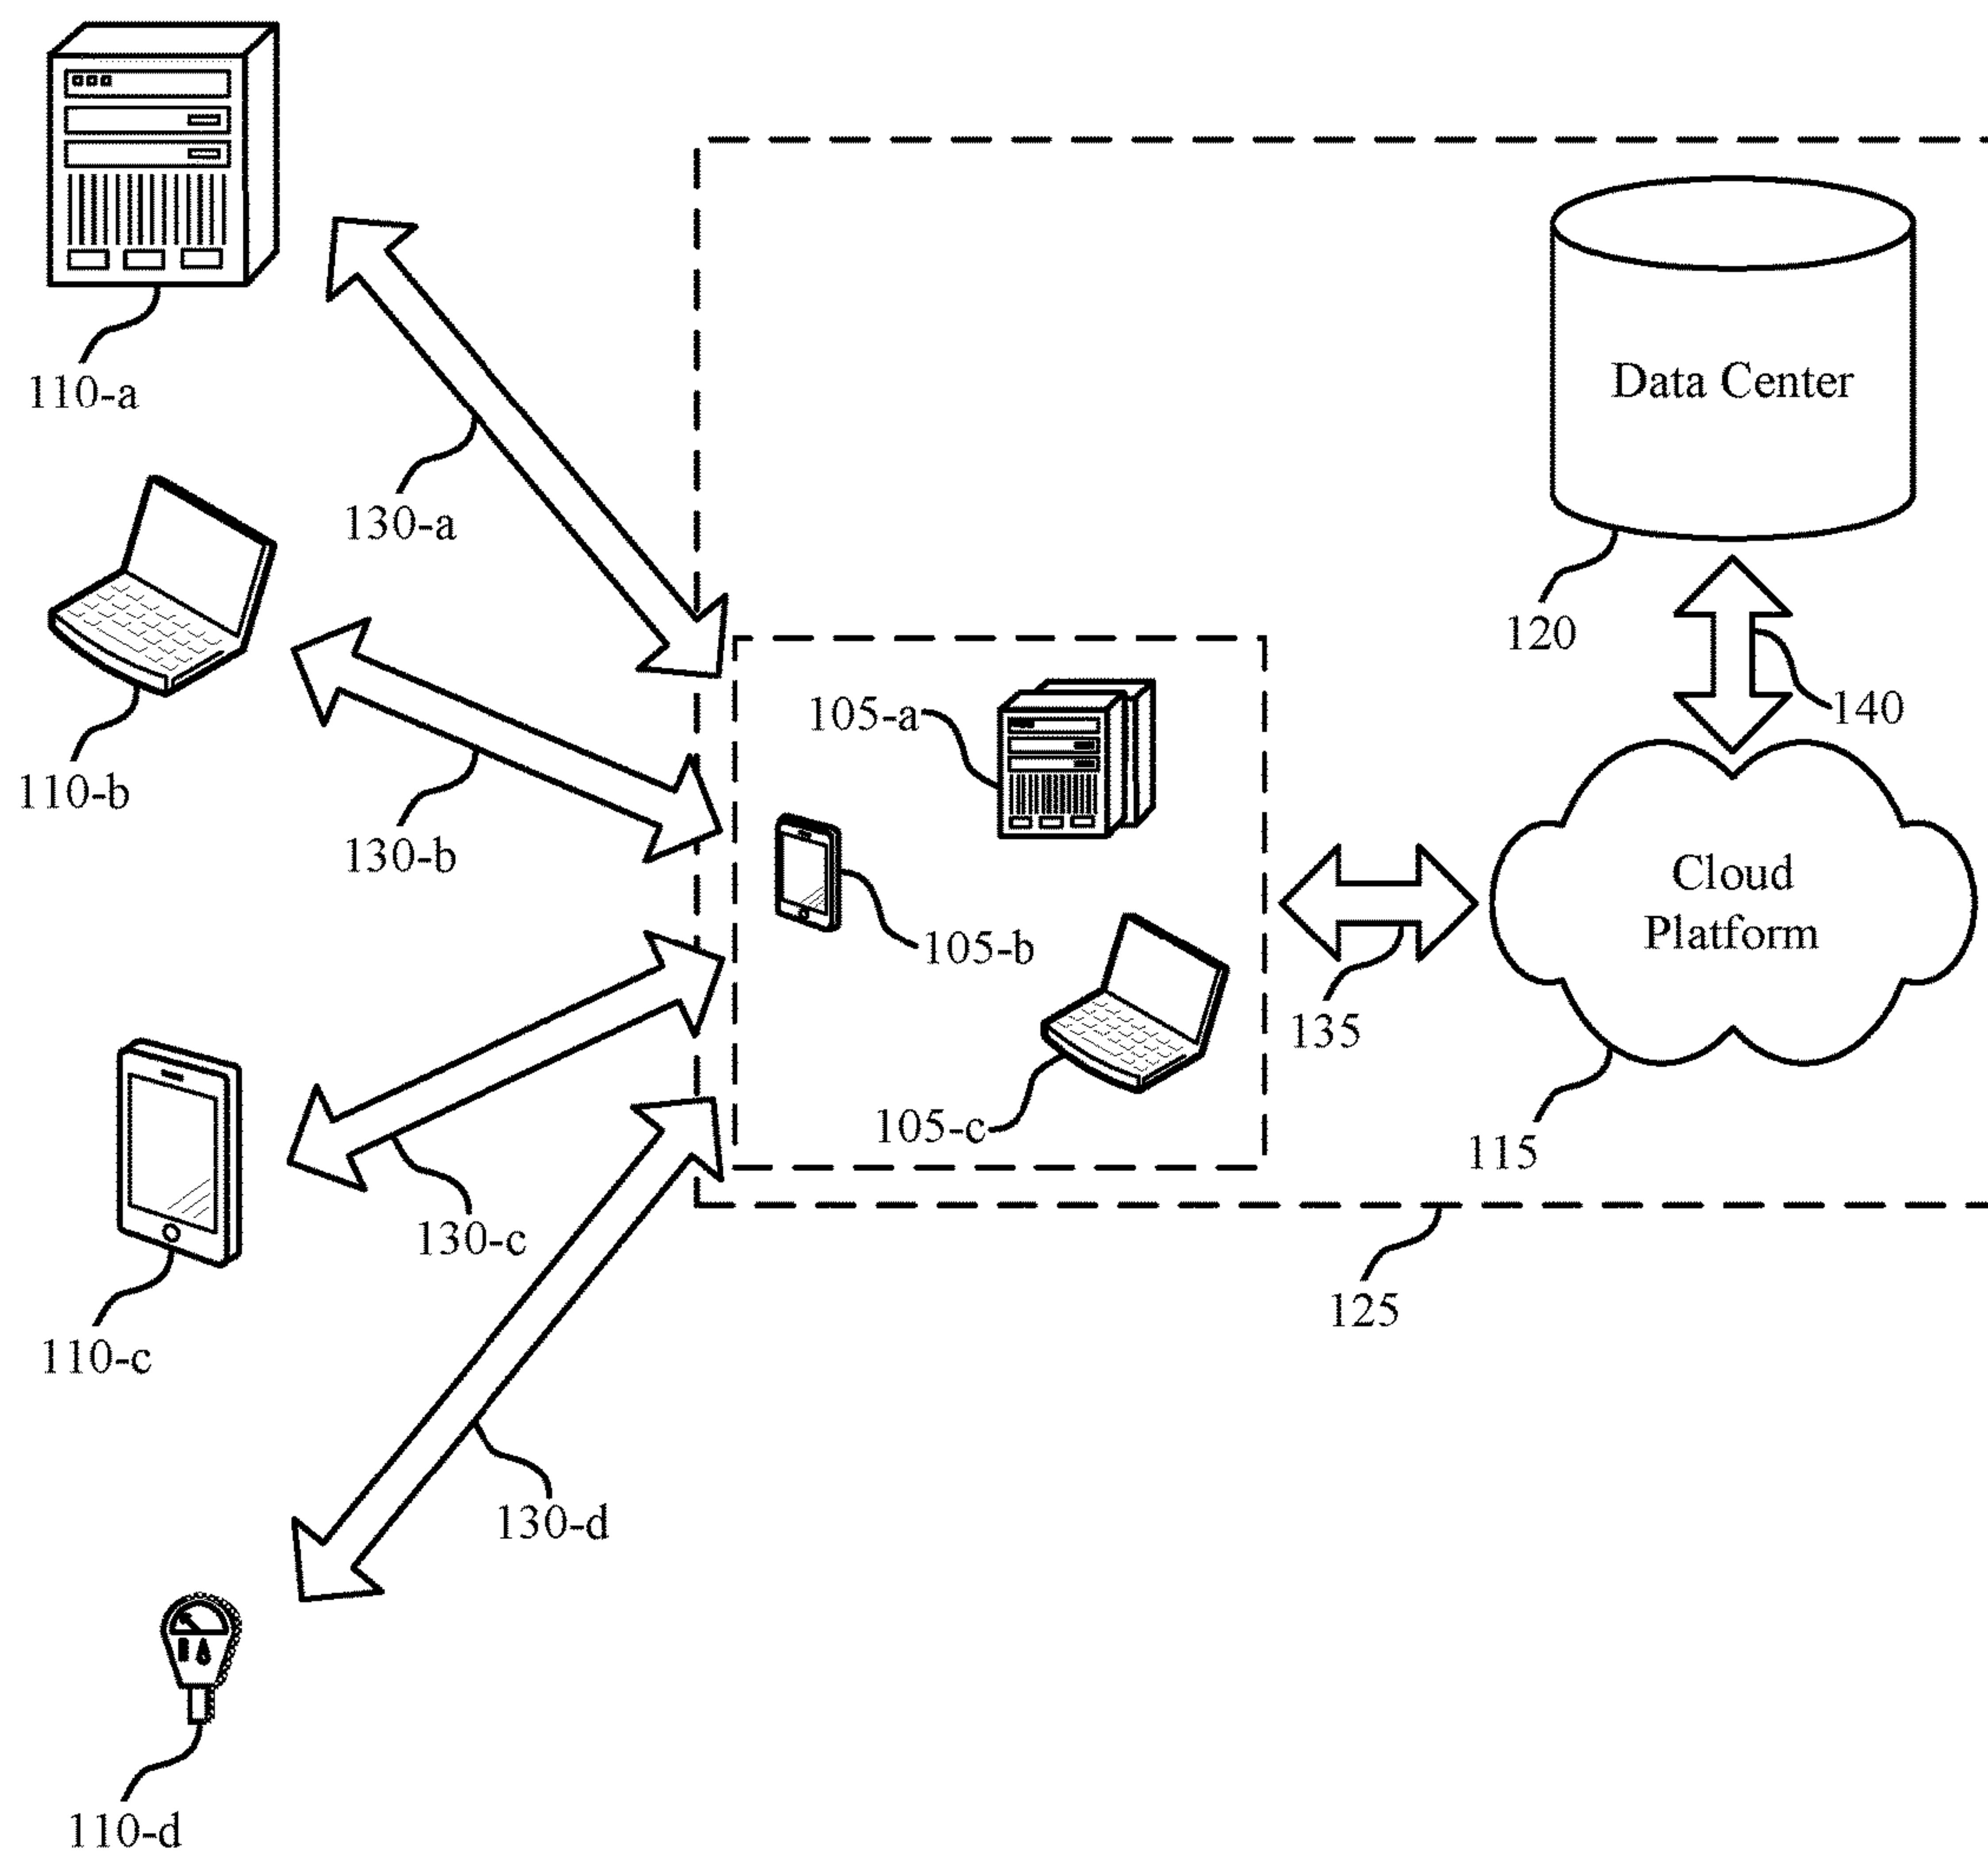 110-a
130-a
Data Center
120
140
105-a
110-b
130-b
105-b
Cloud
Platform
135
105-c
115
130-c
125
110-c
130-d
110-d